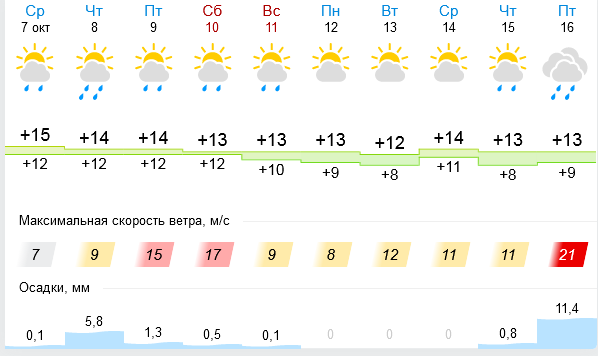 Ср Чт Пт Сб Вс Пн Вт Ср Чт Пт
7 окт 8 9 10 11 12 13 14 15 16
+15 +14 +14 +13 +13 +13 +12 +14 +13 +13
+12 +12 +12 +12 +10 +9 +8 +11 +8 +9
Максимальная скорость ветра, м/с
7 9 15 17 9 8 12 11 11 21
Осадки, мм
0,1 5,8 1,3 0,5 0,1 0 0 0 0,8 11,4